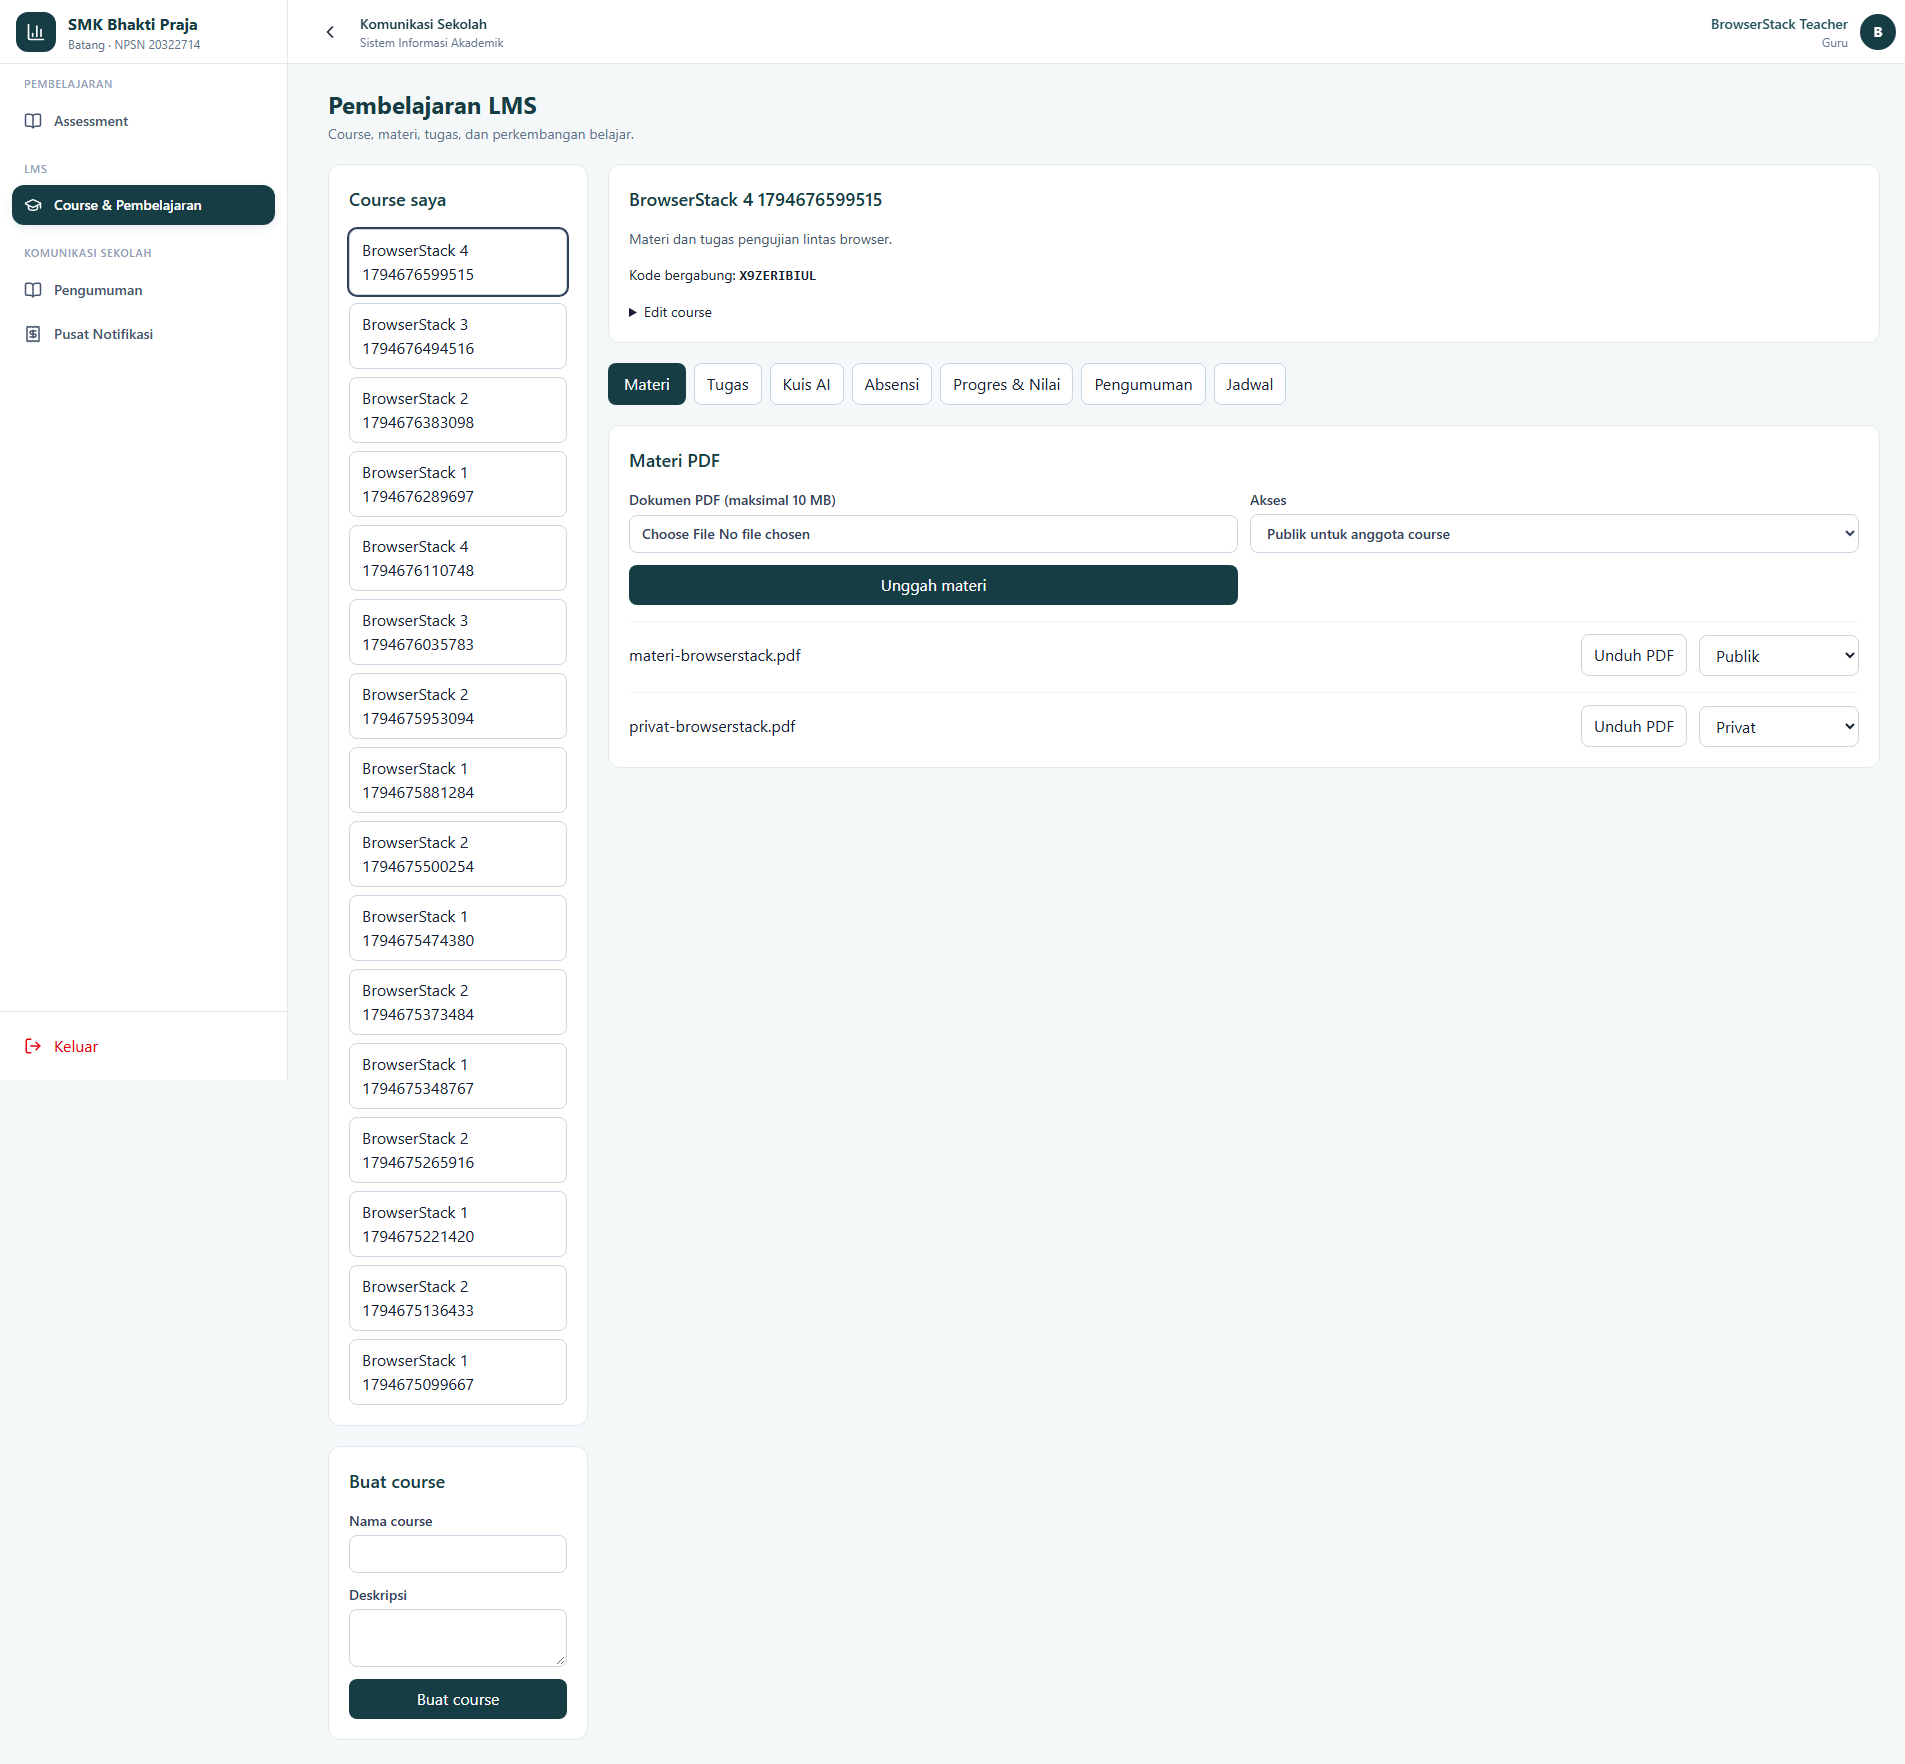 SMK Bhakti Praja
Batang · NPSN 20322714
PEMBELAJARAN
Assessment
LMS
Course & Pembelajaran
KOMUNIKASI SEKOLAH
Pengumuman
Pusat Notifikasi
Keluar
Komunikasi Sekolah
Sistem Informasi Akademik
BrowserStack Teacher
Guru
B
Pembelajaran LMS
Course, materi, tugas, dan perkembangan belajar.
Course saya
BrowserStack 4
1794676599515
BrowserStack 3
1794676494516
BrowserStack 2
1794676383098
BrowserStack 1
1794676289697
BrowserStack 4
1794676110748
BrowserStack 3
1794676035783
BrowserStack 2
1794675953094
BrowserStack 1
1794675881284
BrowserStack 2
1794675500254
BrowserStack 1
1794675474380
BrowserStack 2
1794675373484
BrowserStack 1
1794675348767
BrowserStack 2
1794675265916
BrowserStack 1
1794675221420
BrowserStack 2
1794675136433
BrowserStack 1
1794675099667
Buat course
Nama course
Deskripsi
Buat course
BrowserStack 4 1794676599515
Materi dan tugas pengujian lintas browser.
Kode bergabung: X9ZERIBIUL
Edit course
Materi Tugas Kuis AI Absensi Progres & Nilai Pengumuman Jadwal
Materi PDF
Dokumen PDF (maksimal 10 MB)
Choose File No file chosen
Akses
Publik untuk anggota course
Unggah materi
materi-browserstack.pdf Unduh PDF Publik
privat-browserstack.pdf Unduh PDF Privat